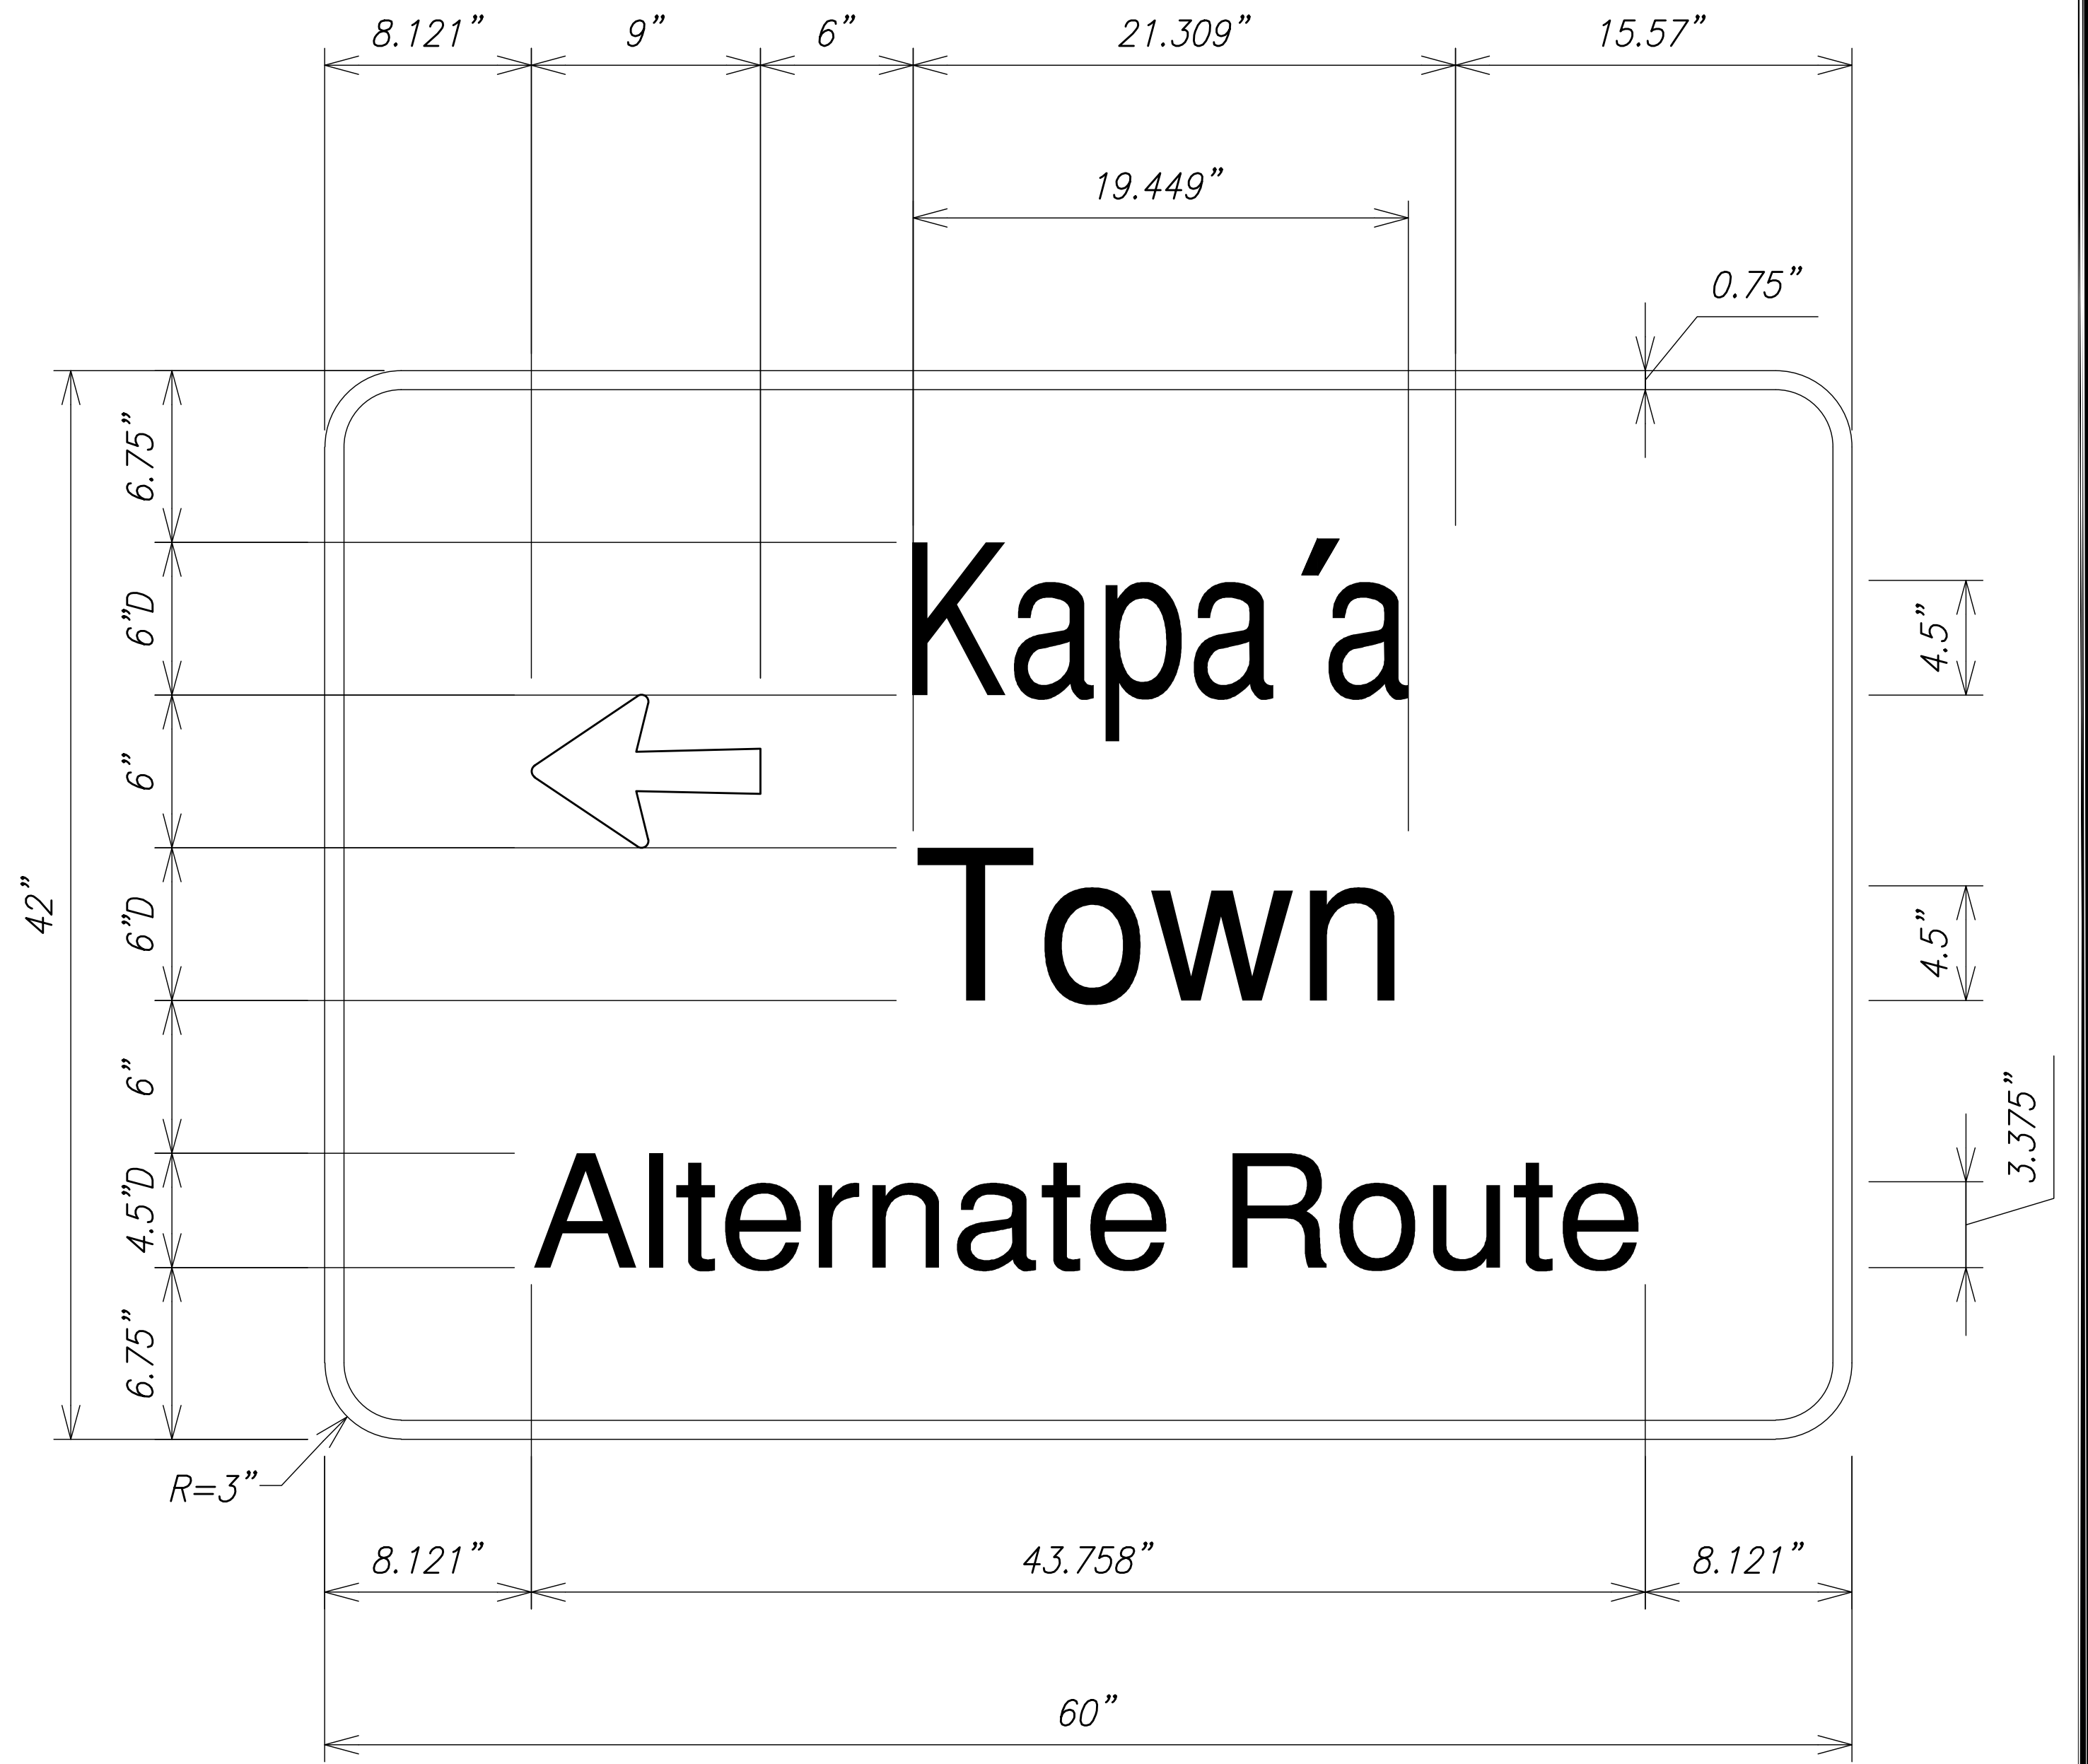 8.121” 9” 6” 21.309” 15.57”
19.449”
0.75”
6.75”
6”D
6”
6”D
6”
4.5”D
6.75”
42”
Kapa´a
Town
Alternate Route
4.5”
4.5”
3.375”
R=3”
8.121” 43.758” 8.121”
60”